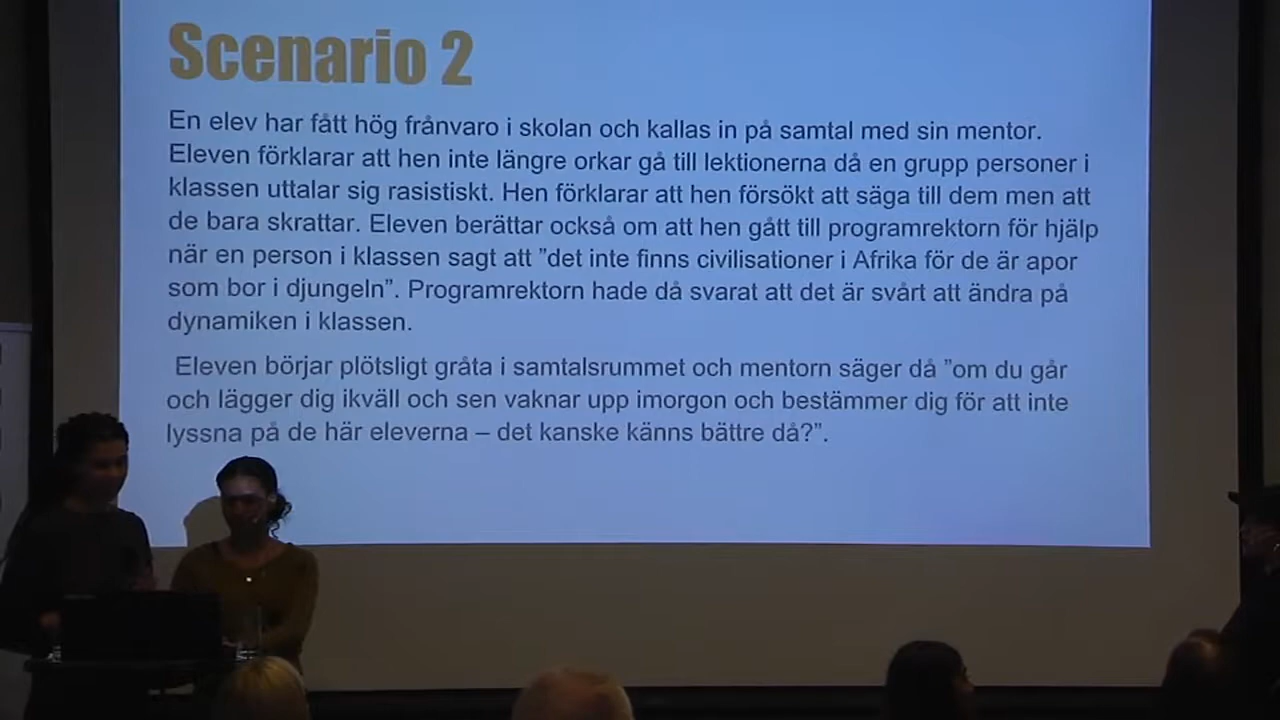 Scenario 2
En elev har fått hög frånvaro i skolan och kallas in på samtal med sin mentor.
Eleven förklarar att hen inte längre orkar gå till lektionerna då en grupp personer i
klassen uttalar sig rasistiskt. Hen förklarar att hen försökt att säga till dem men att
de bara skrattar. Eleven berättar också om att hen gått till programrektorn för hjälp
när en person i klassen sagt att ”det inte finns civilisationer i Afrika för de är apor
som bor i djungeln”. Programrektorn hade då svarat att det är svårt att ändra på
dynamiken i klassen.
Eleven börjar plötsligt gråta i samtalsrummet och mentorn säger då ”om du går
och lägger dig ikväll och sen vaknar upp imorgon och bestämmer dig för att inte
lyssna på de här eleverna – det kanske känns bättre då?”.